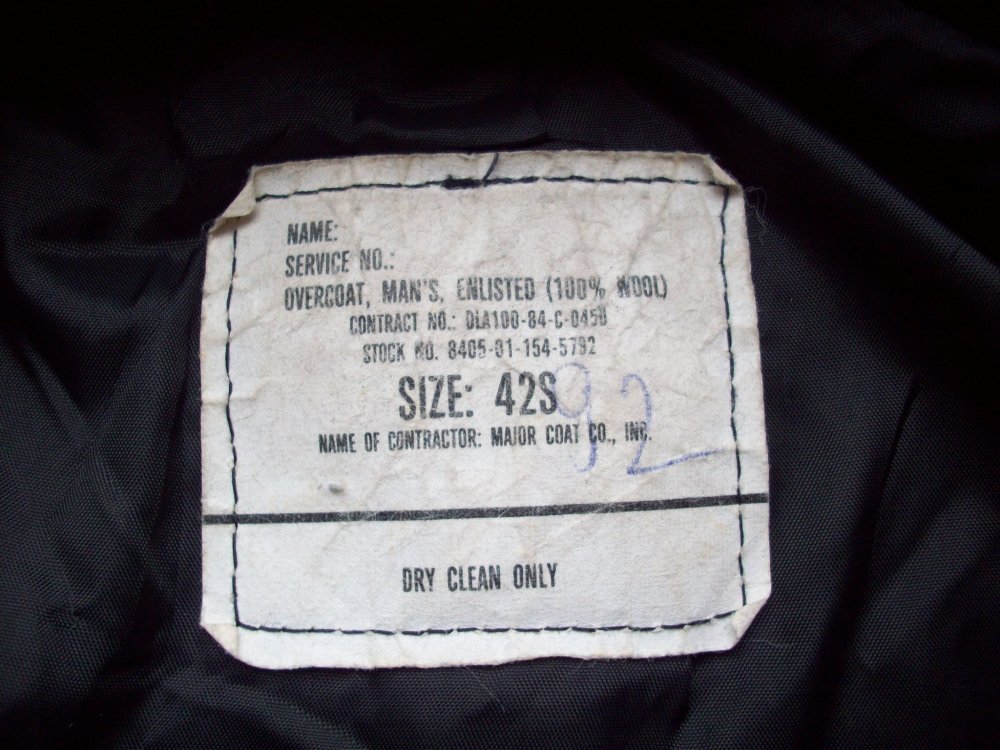 NAME:
SERVICE NO.:
OVERCOAT, MAN'S, ENLISTED (100% WOOL)
CONTRACT NO.: DLA100-84-C-0450
STOCK NO. 8405-01-154-5792
SIZE: 42S
92
NAME OF CONTRACTOR: MAJOR COAT CO., INC.
DRY CLEAN ONLY